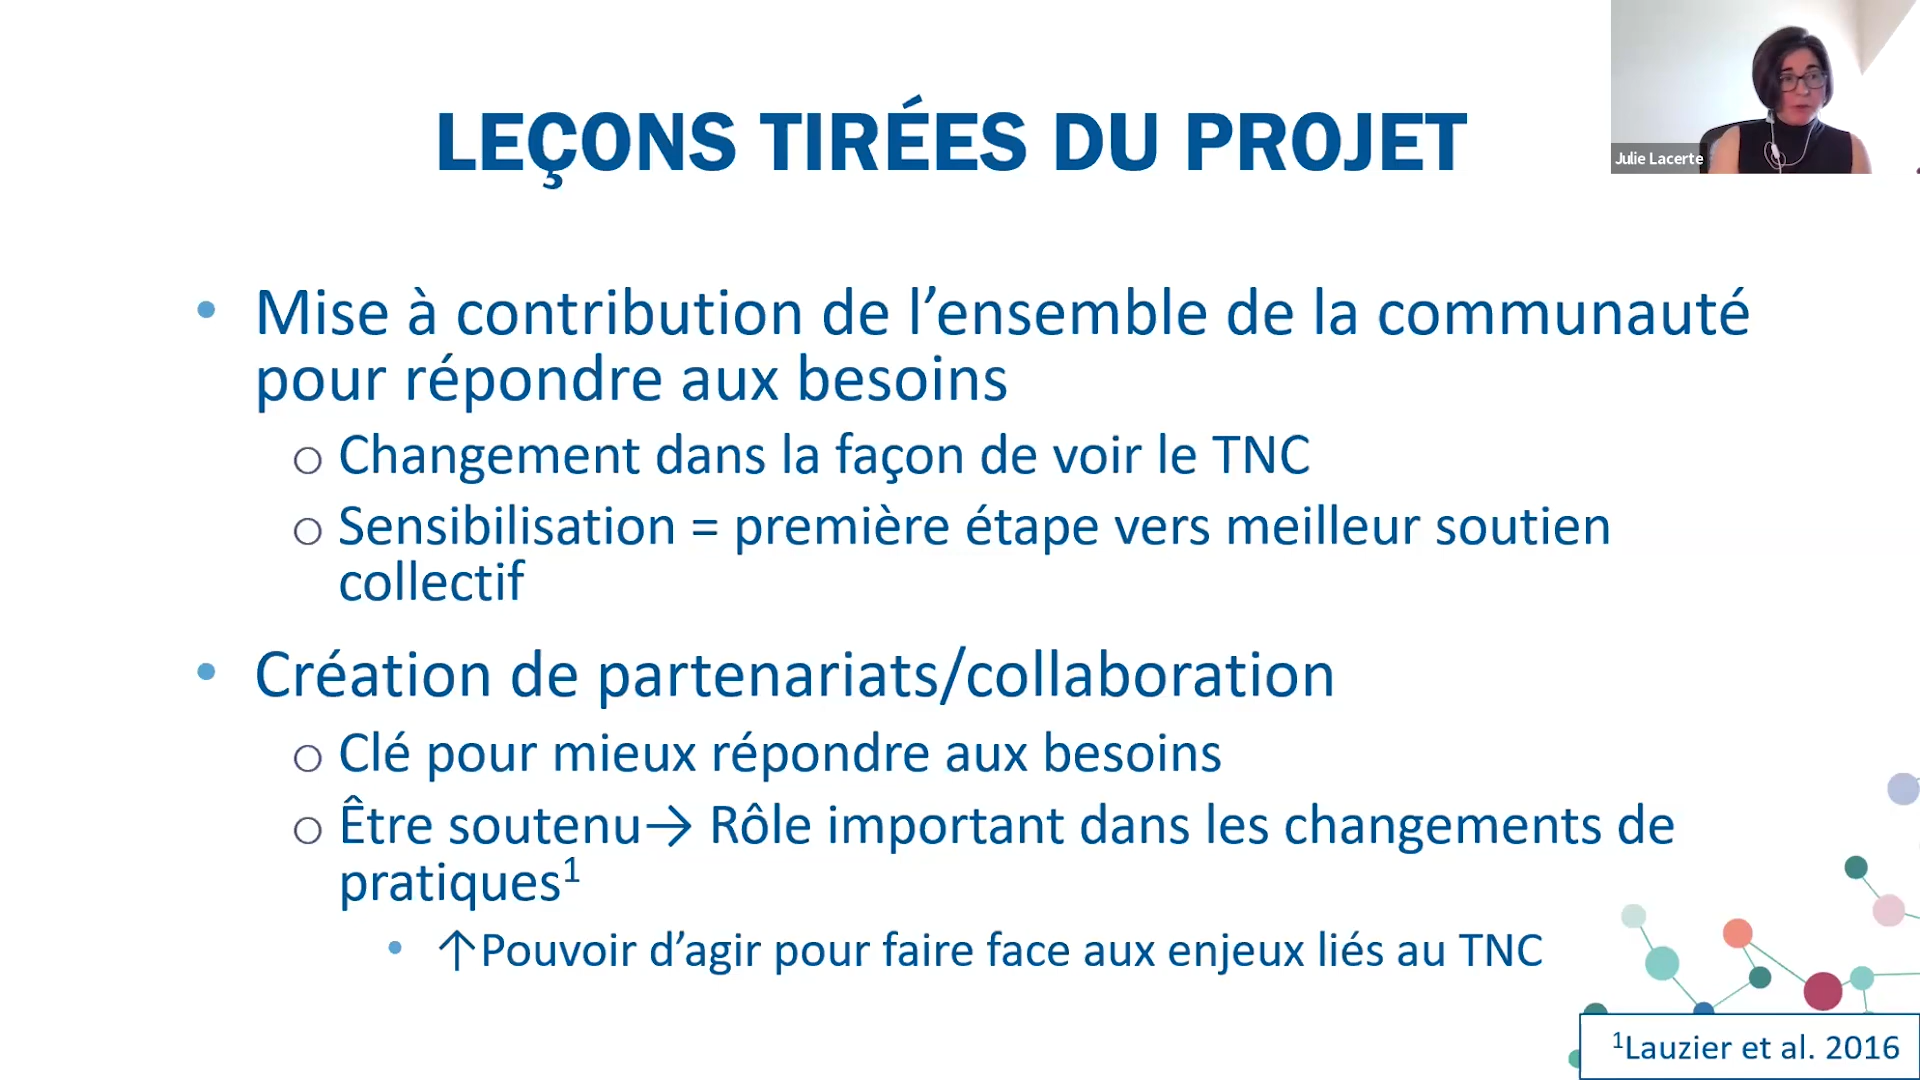 Julie Lacerte
LEÇONS TIRÉES DU PROJET
• Mise à contribution de l’ensemble de la communauté
pour répondre aux besoins
o Changement dans la façon de voir le TNC
o Sensibilisation = première étape vers meilleur soutien
collectif
• Création de partenariats/collaboration
o Clé pour mieux répondre aux besoins
o Être soutenu→ Rôle important dans les changements de
pratiques¹
• ↑Pouvoir d’agir pour faire face aux enjeux liés au TNC
¹Lauzier et al. 2016